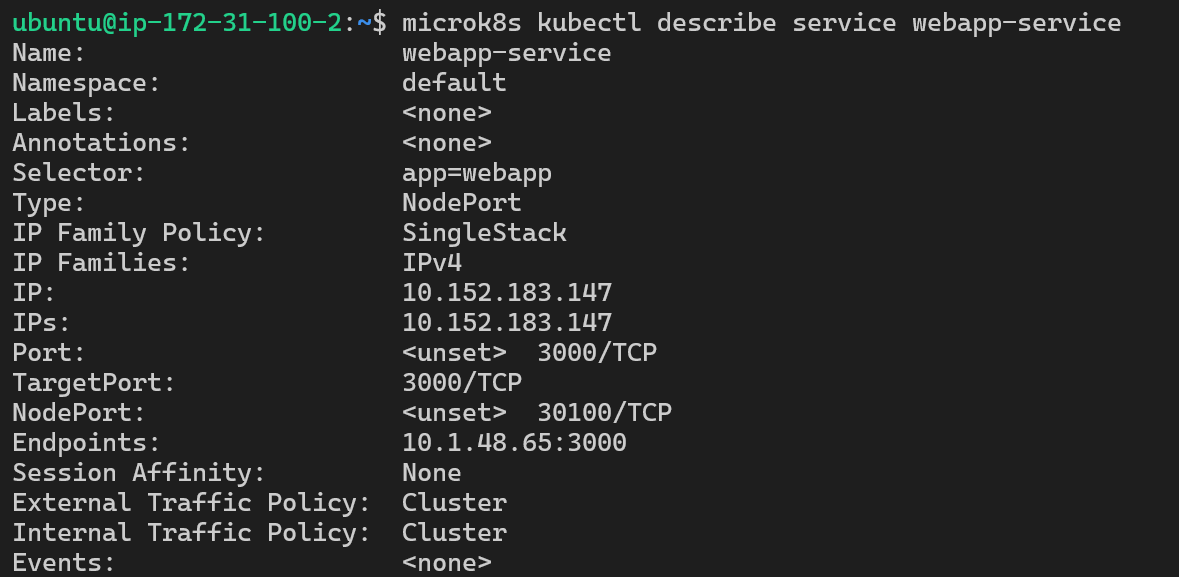 ubuntu@ip-172-31-100-2:~$ microk8s kubectl describe service webapp-service
Name:                     webapp-service
Namespace:                default
Labels:                   <none>
Annotations:              <none>
Selector:                 app=webapp
Type:                     NodePort
IP Family Policy:         SingleStack
IP Families:              IPv4
IP:                       10.152.183.147
IPs:                      10.152.183.147
Port:                     <unset>  3000/TCP
TargetPort:               3000/TCP
NodePort:                 <unset>  30100/TCP
Endpoints:                10.1.48.65:3000
Session Affinity:         None
External Traffic Policy:  Cluster
Internal Traffic Policy:  Cluster
Events:                   <none>